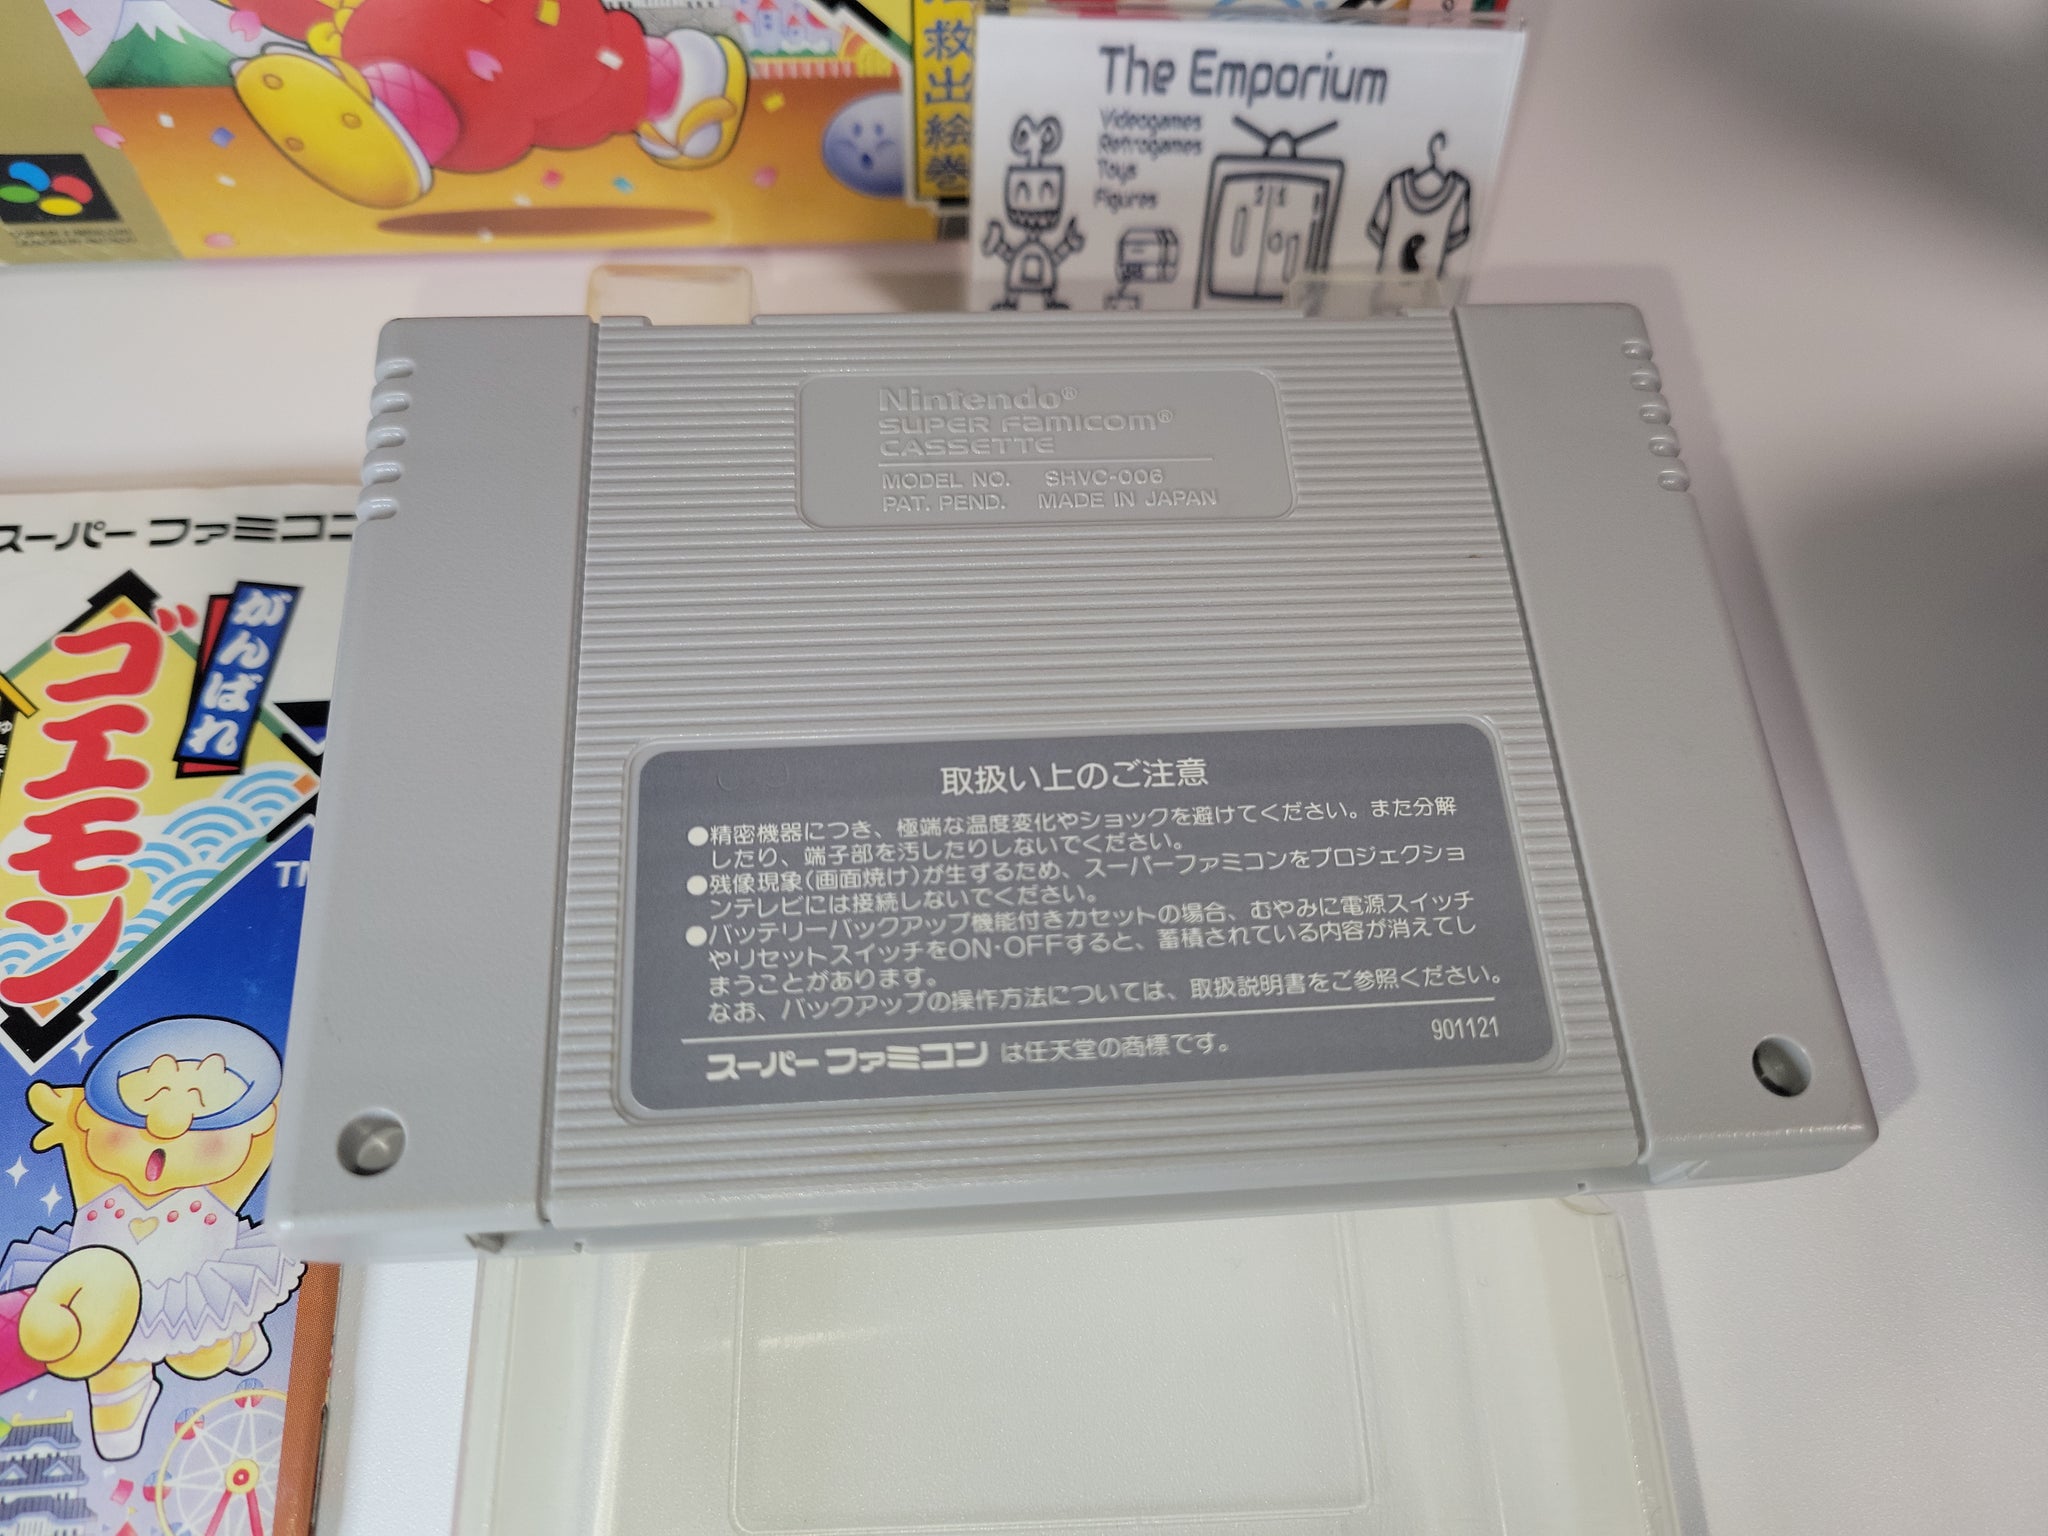 救出絵巻
The Emporium
Videogames
Retrogames
Toys
Figures
Nintendo®
SUPER FAMICOM®
CASSETTE
MODEL NO. SHVC-006
PAT. PEND. MADE IN JAPAN
スーパーファミコン
がんばれ
ゴエモン
TM
取扱い上のご注意
●精密機器につき、極端な温度変化やショックを避けてください。また分解
したり、端子部を汚したりしないでください。
●残像現象(画面焼け)が生ずるため、スーパーファミコンをプロジェクショ
ンテレビには接続しないでください。
●バッテリーバックアップ機能付きカセットの場合、むやみに電源スイッチ
やリセットスイッチをON·OFFすると、蓄積されている内容が消えてし
まうことがあります。
なお、バックアップの操作方法については、取扱説明書をご参照ください。
スーパーファミコン は任天堂の商標です。
901121